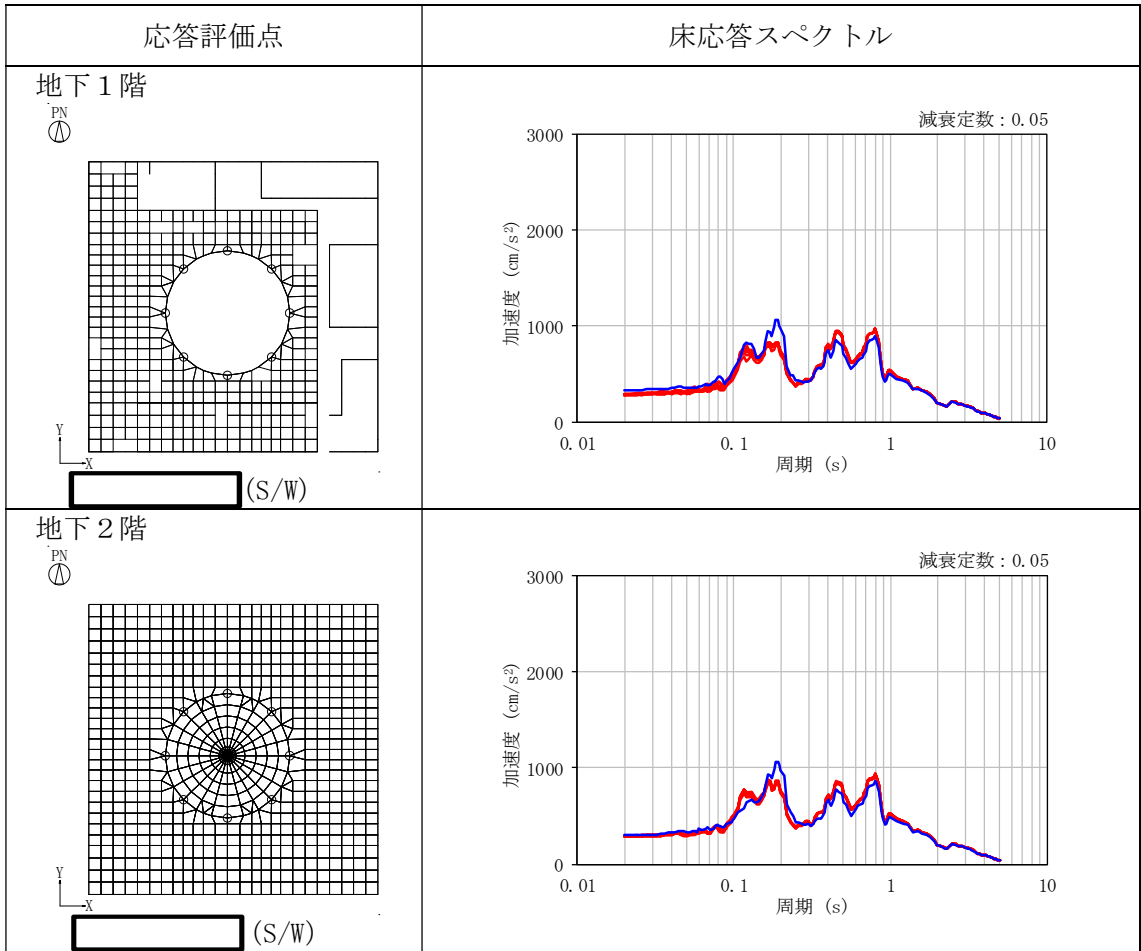 応答評価点
床応答スペクトル
地下１階
PN
Y
X
(S/W)
減衰定数：0.05
加速度 (cm/s²)
3000
2000
1000
0
0.01
0.1
1
10
周期 (s)
地下２階
PN
Y
X
(S/W)
減衰定数：0.05
加速度 (cm/s²)
3000
2000
1000
0
0.01
0.1
1
10
周期 (s)